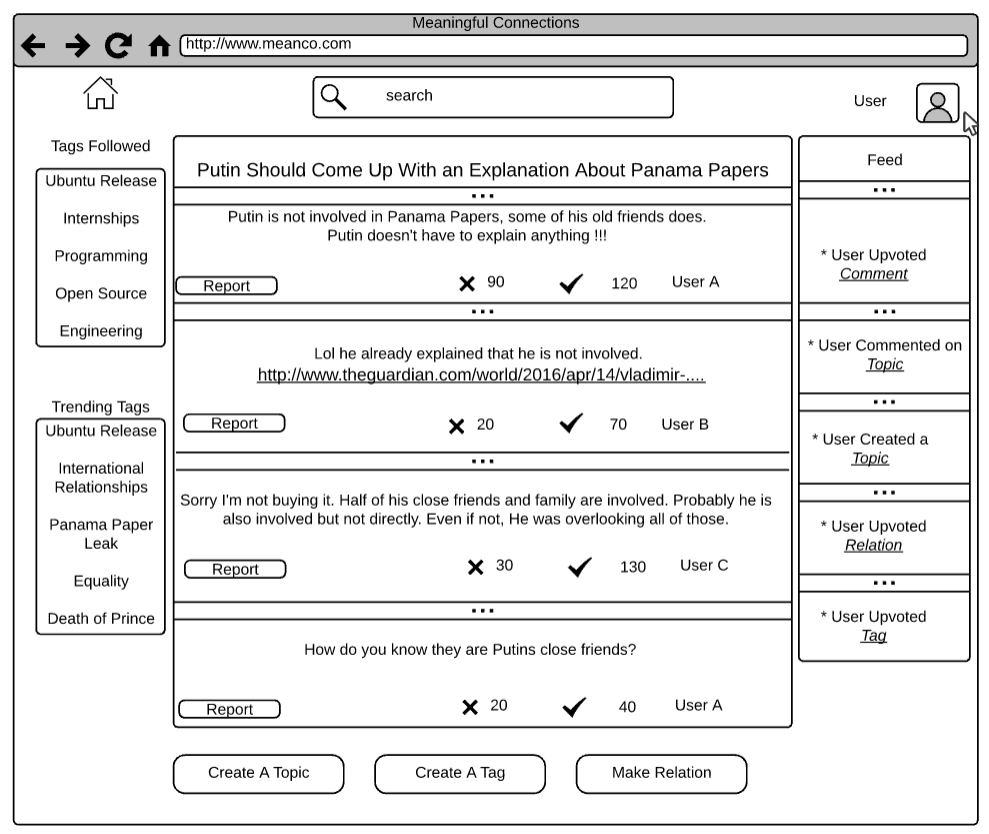 Meaningful Connections
http://www.meanco.com
search
User
Tags Followed
Ubuntu Release
Internships
Programming
Open Source
Engineering
Trending Tags
Ubuntu Release
International
Relationships
Panama Paper
Leak
Equality
Death of Prince
Putin Should Come Up With an Explanation About Panama Papers
...
Putin is not involved in Panama Papers, some of his old friends does.
Putin doesn't have to explain anything !!!
Report 90 120 User A
...
Lol he already explained that he is not involved.
http://www.theguardian.com/world/2016/apr/14/vladimir-....
Report 20 70 User B
...
Sorry I'm not buying it. Half of his close friends and family are involved. Probably he is
also involved but not directly. Even if not, He was overlooking all of those.
Report 30 130 User C
...
How do you know they are Putins close friends?
Report 20 40 User A
Feed
...
* User Upvoted
Comment
...
* User Commented on
Topic
...
* User Created a
Topic
...
* User Upvoted
Relation
...
* User Upvoted
Tag
Create A Topic
Create A Tag
Make Relation